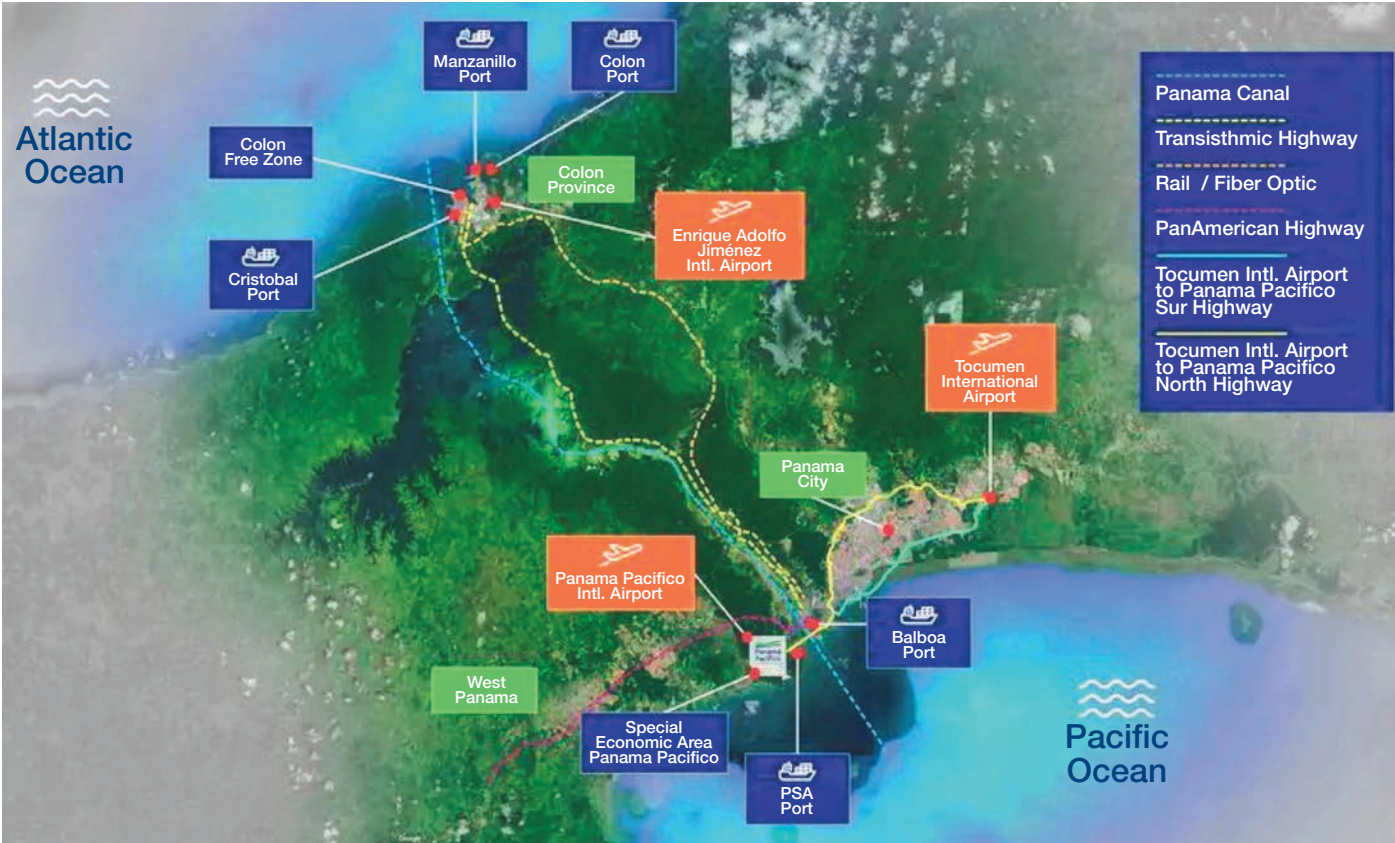 Manzanillo
Port
Colon
Port
Atlantic
Ocean
Colon
Free Zone
Colon
Province
Cristobal
Port
Enrique Adolfo
Jiménez
Intl. Airport
Panama Canal
Transisthmic Highway
Rail / Fiber Optic
PanAmerican Highway
Tocumen Intl. Airport
to Panama Pacifico
Sur Highway
Tocumen Intl. Airport
to Panama Pacifico
North Highway
Tocumen
International
Airport
Panama
City
Panama Pacifico
Intl. Airport
Balboa
Port
Panamá
Pacífico
West
Panama
Special
Economic Area
Panama Pacifico
PSA
Port
Pacific
Ocean
Google